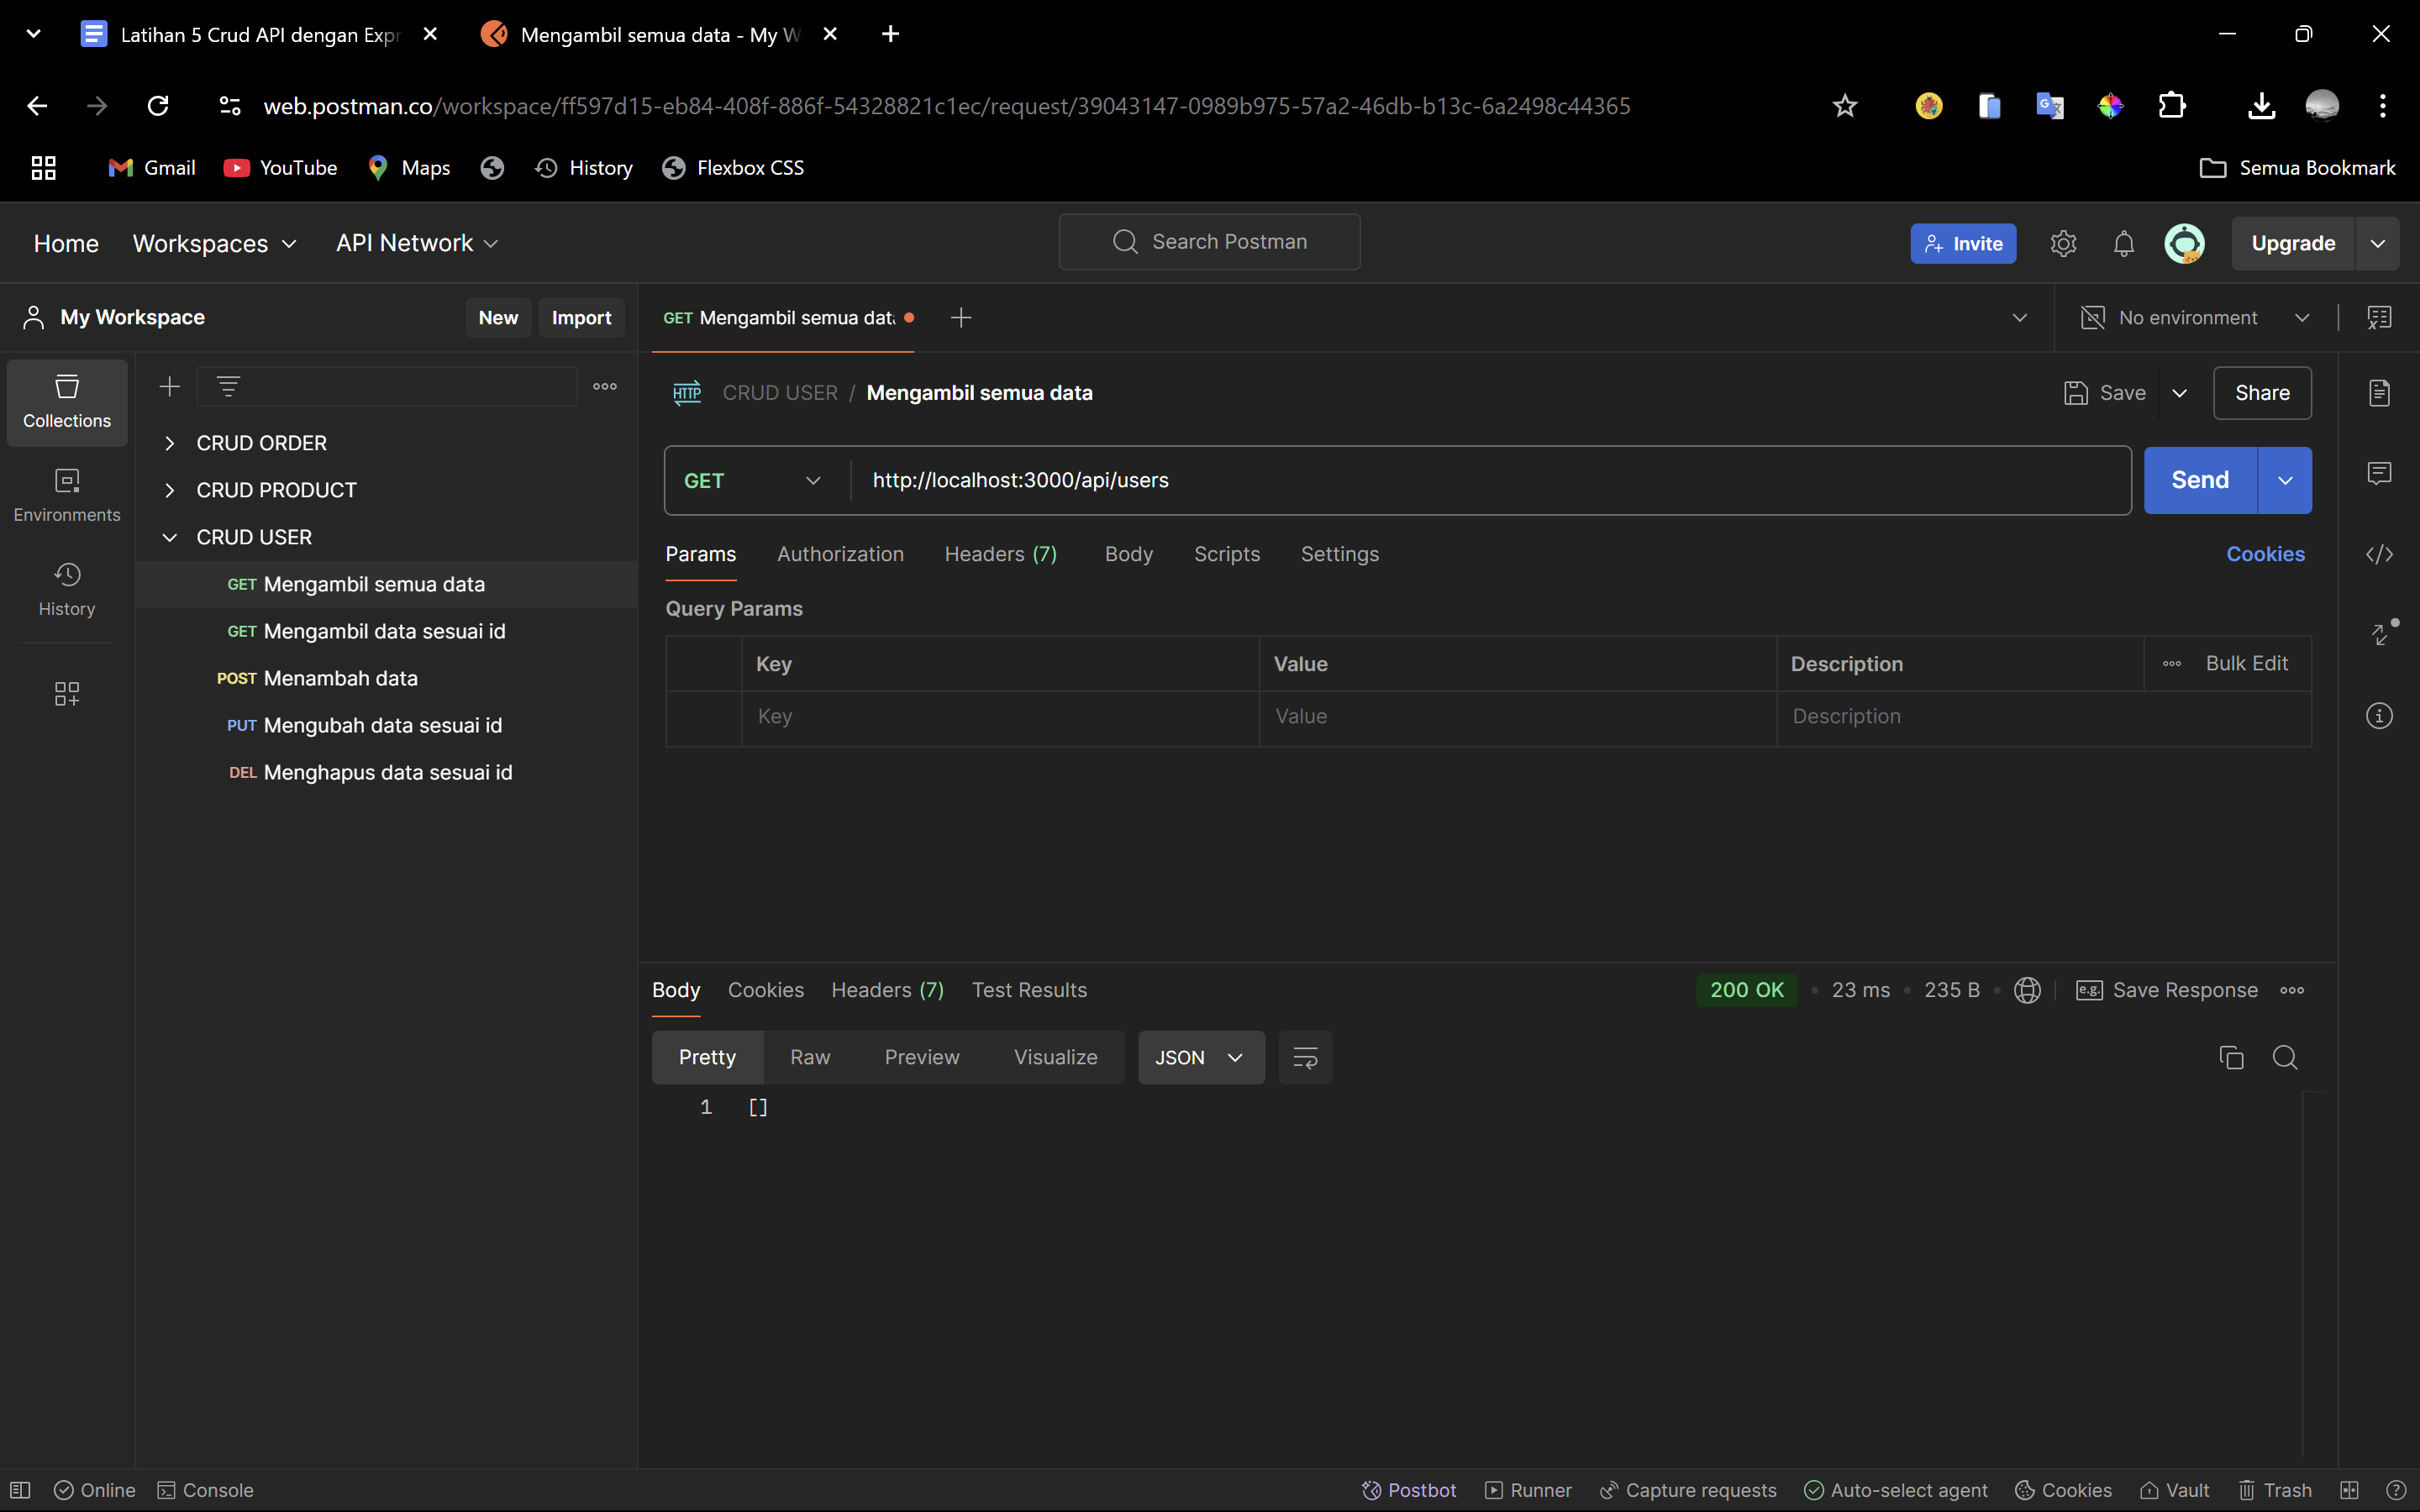 Latihan 5 Crud API dengan Expr
Mengambil semua data - My W
web.postman.co/workspace/ff597d15-eb84-408f-886f-54328821c1ec/request/39043147-0989b975-57a2-46db-b13c-6a2498c44365
Gmail YouTube Maps History Flexbox CSS Semua Bookmark
Home Workspaces API Network Search Postman Invite Upgrade
My Workspace New Import GET Mengambil semua dat No environment
Collections
Environments
History
CRUD ORDER
CRUD PRODUCT
CRUD USER
GET Mengambil semua data
GET Mengambil data sesuai id
POST Menambah data
PUT Mengubah data sesuai id
DEL Menghapus data sesuai id
HTTP CRUD USER / Mengambil semua data Save Share
GET http://localhost:3000/api/users Send
Params Authorization Headers (7) Body Scripts Settings Cookies
Query Params
Key Value Description Bulk Edit
Key Value Description
Body Cookies Headers (7) Test Results 200 OK • 23 ms • 235 B • e.g. Save Response
Pretty Raw Preview Visualize JSON
1 []
Online Console Postbot Runner Capture requests Auto-select agent Cookies Vault Trash